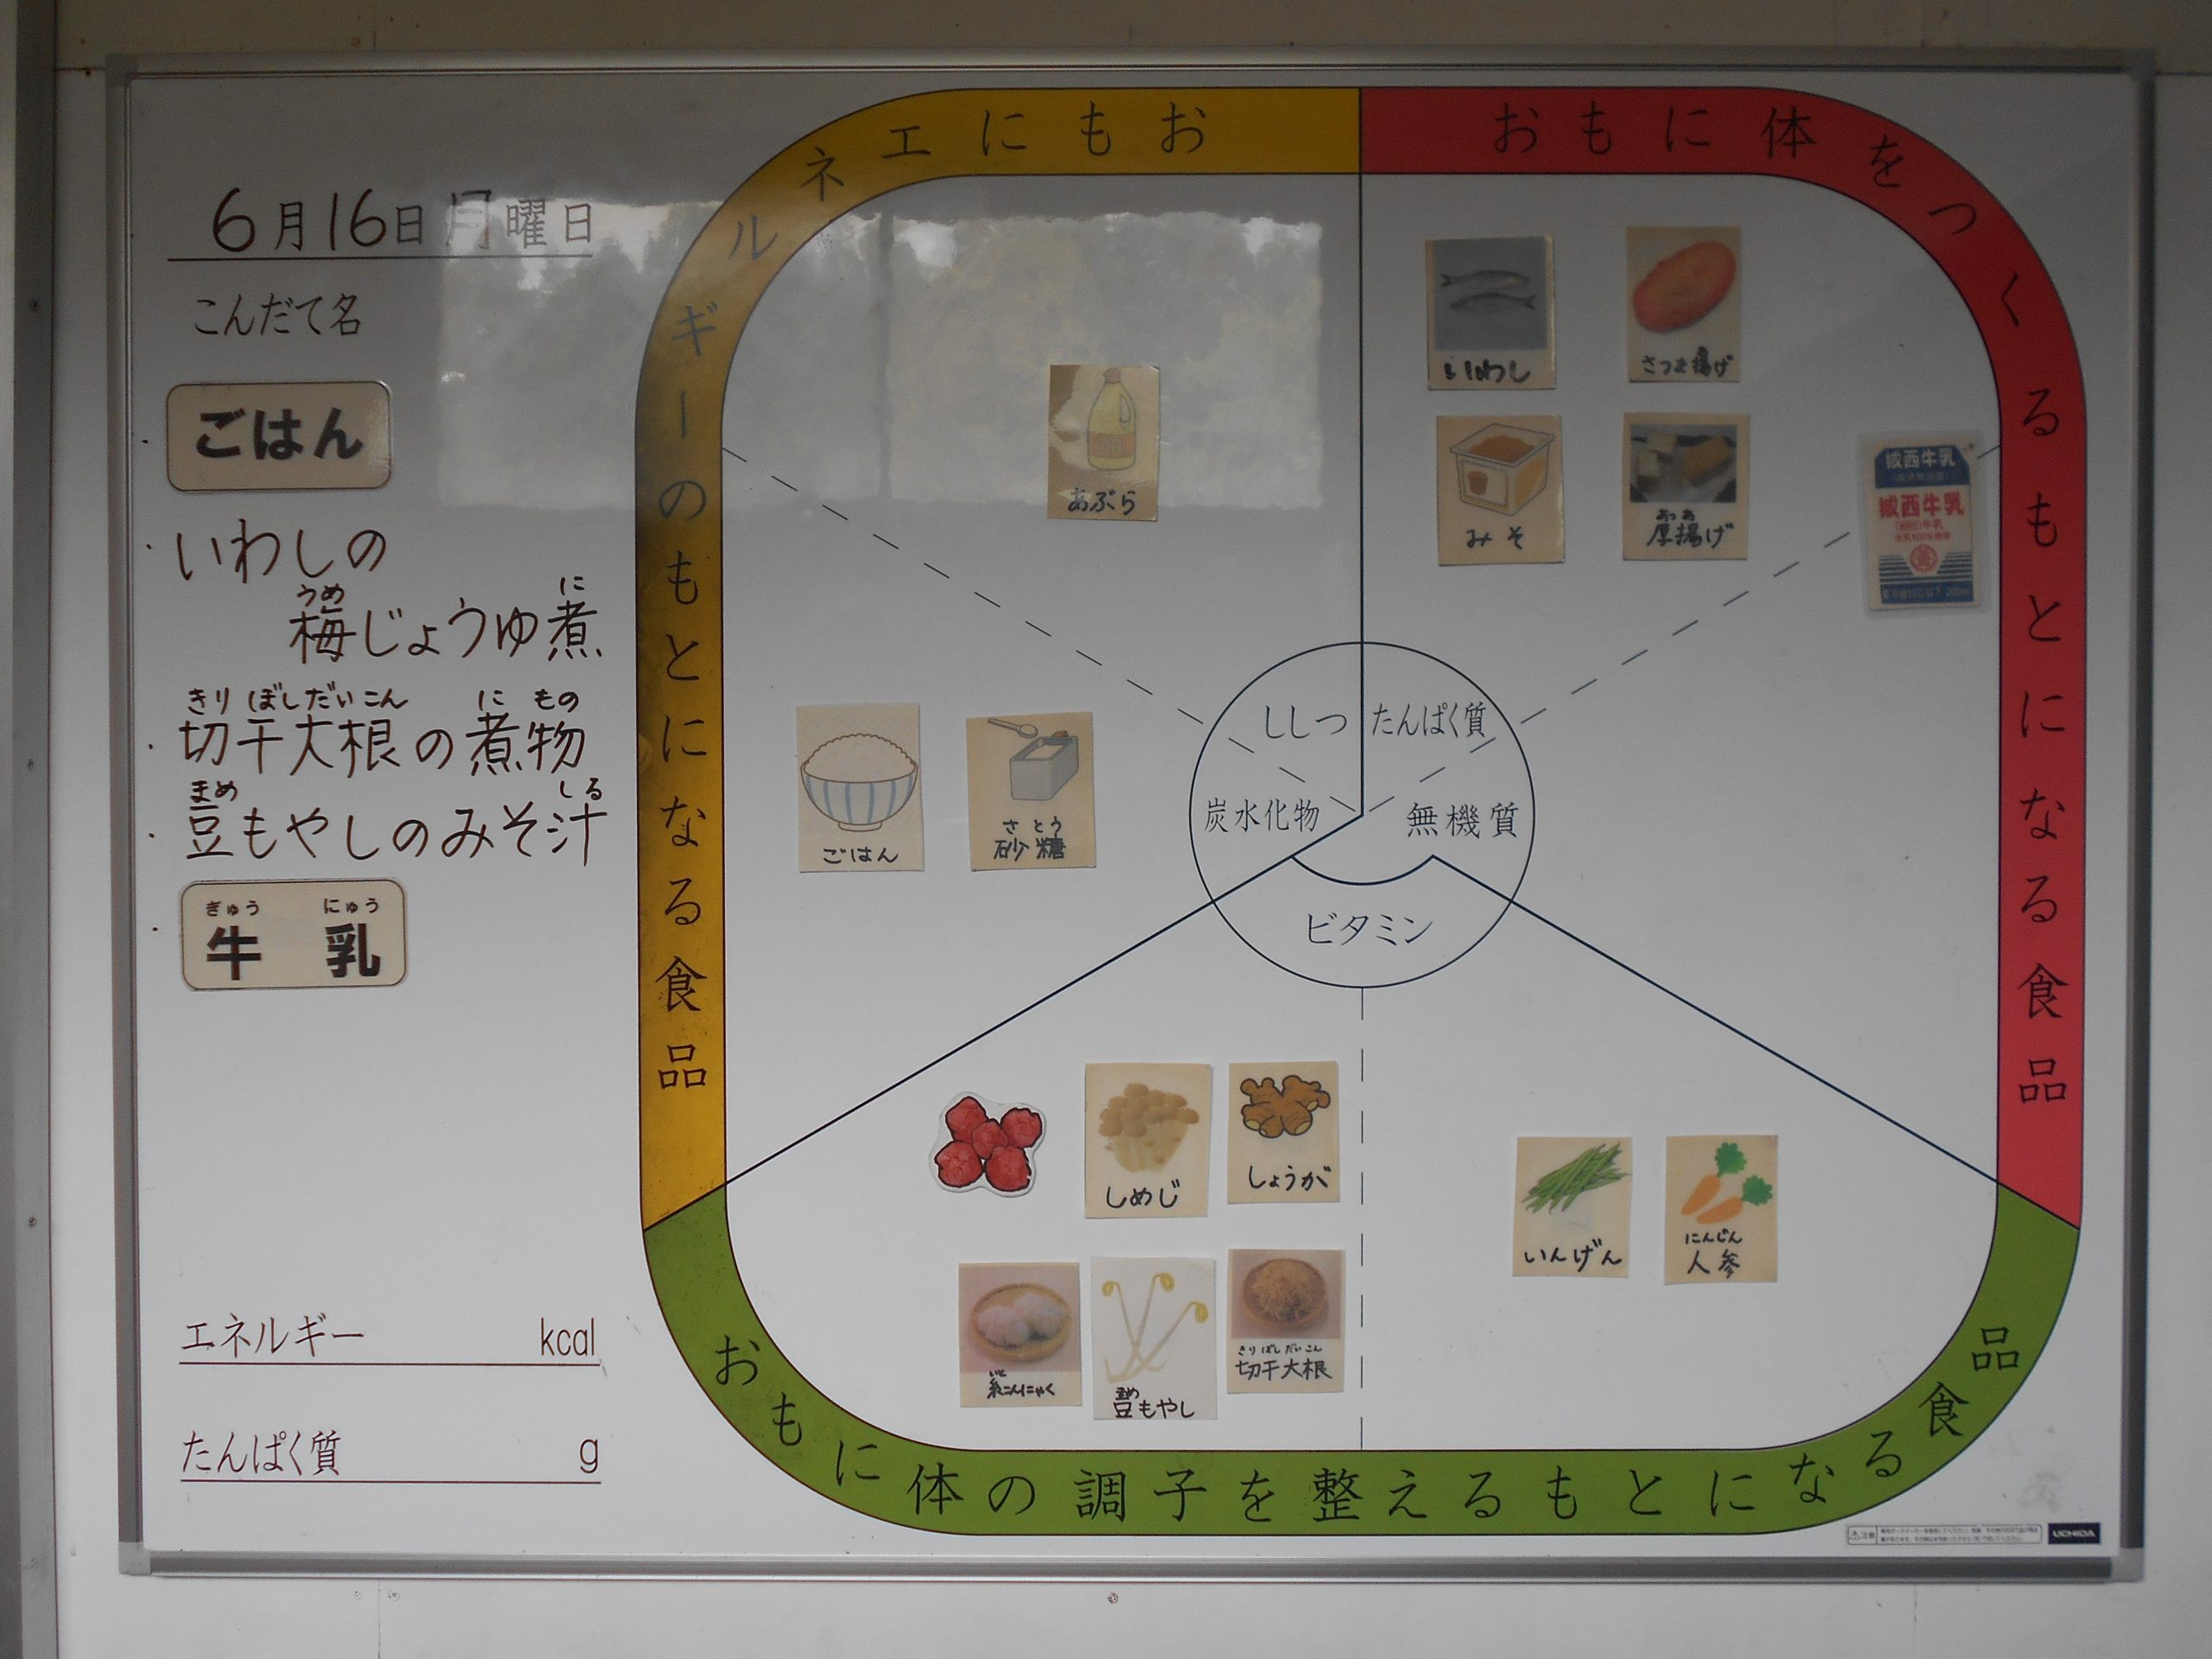 6月16日 月曜日
こんだて名
ごはん
いわしの
うめ に
梅じょうゆ煮
きり ぼしだいこん に もの
切干大根の煮物
まめ しる
豆もやしのみそ汁
ぎゅう にゅう
牛 乳
エネルギー kcal
たんぱく質 g
おもにエネルギーのもとになる食品
おもに体をつくるもとになる食品
おもに体の調子を整えるもとになる食品
ししつ
たんぱく質
炭水化物
無機質
ビタミン
あぶら
ごはん
さとう
砂糖
いわし
さつま揚げ
みそ
あつあ
厚揚げ
城西牛乳
城西牛乳
しめじ
しょうが
いと
糸こんにゃく
まめ
豆もやし
きりぼしだいこん
切干大根
いんげん
にんじん
人参
注意
UCHIDA